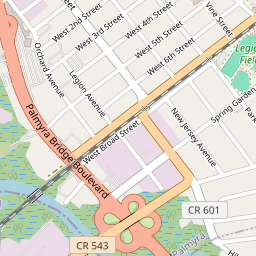 West 2nd Street
West 3rd Street
West 4th Street
West 5th Street
West 6th Street
Vine Street
Orchard Avenue
Legion Avenue
Legion
Field
Palmyra Bridge Boulevard
West Broad Street
New Jersey Avenue
Spring Garden
Park
CR 601
CR 543
Palmyra